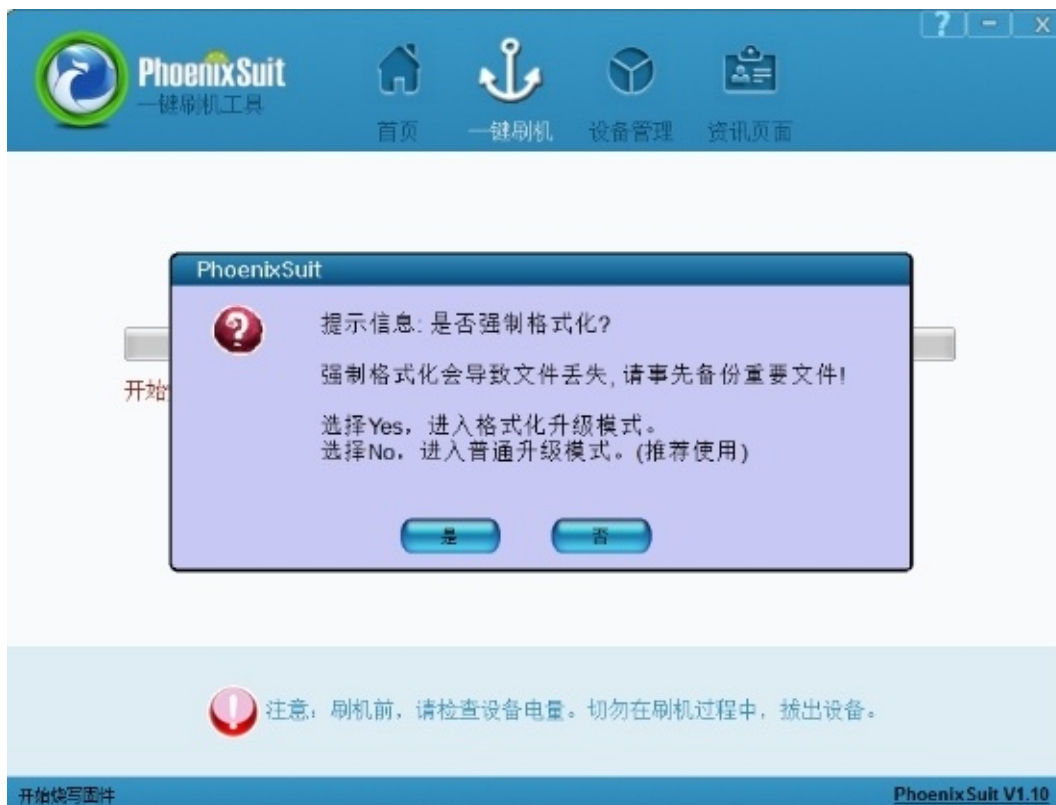 ? - x
PhoenixSuit
一键刷机工具
首页 一键刷机 设备管理 资讯页面
PhoenixSuit
提示信息: 是否强制格式化?
强制格式化会导致文件丢失, 请事先备份重要文件!
开始
选择Yes，进入格式化升级模式。
选择No，进入普通升级模式。(推荐使用)
是 否
注意：刷机前，请检查设备电量。切勿在刷机过程中，拔出设备。
开始烧写固件 PhoenixSuit V1.10